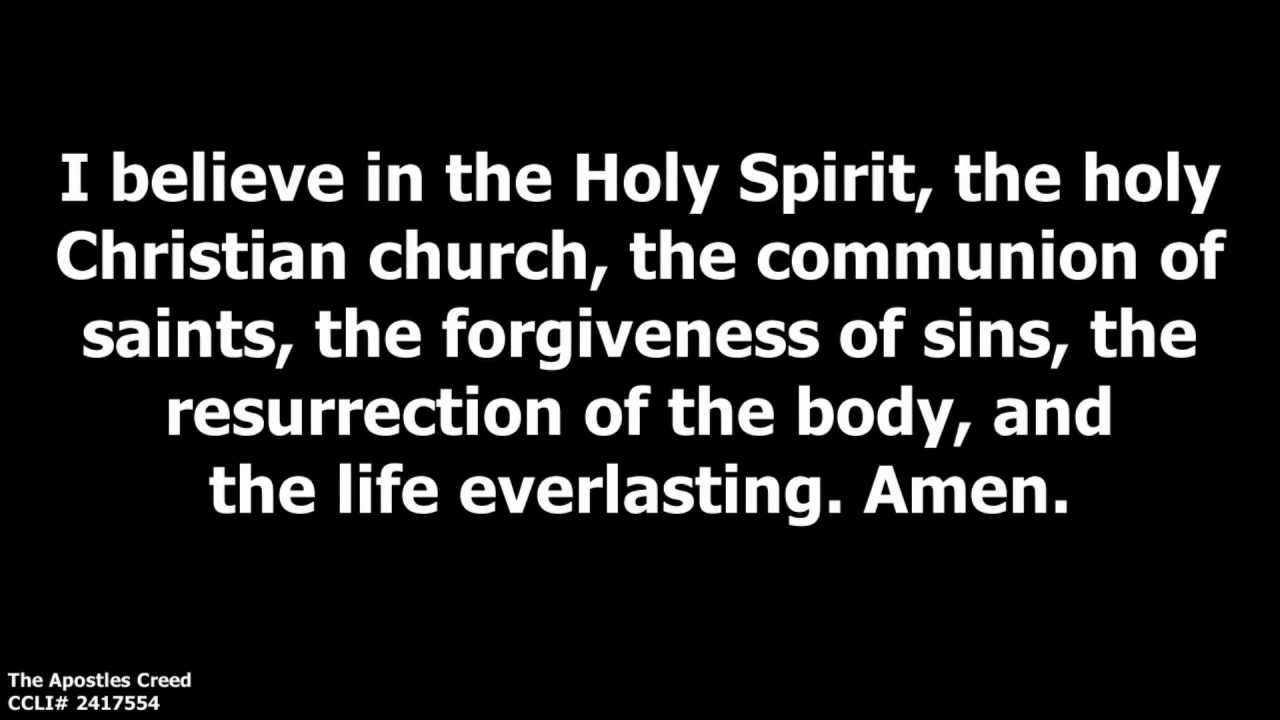 I believe in the Holy Spirit, the holy
Christian church, the communion of
saints, the forgiveness of sins, the
resurrection of the body, and
the life everlasting. Amen.
The Apostles Creed
CCLI# 2417554